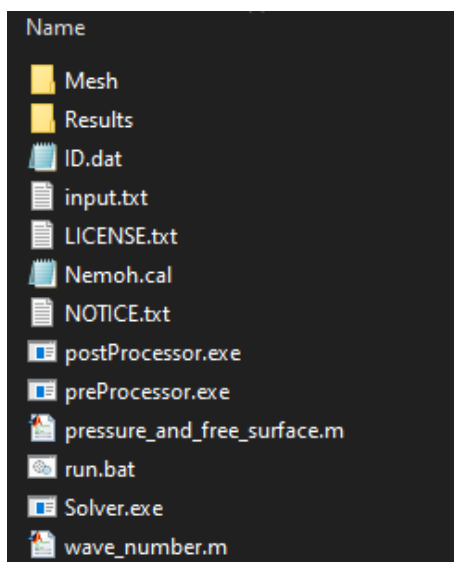 Name
Mesh
Results
ID.dat
input.txt
LICENSE.txt
Nemoh.cal
NOTICE.txt
postProcessor.exe
preProcessor.exe
pressure_and_free_surface.m
run.bat
Solver.exe
wave_number.m